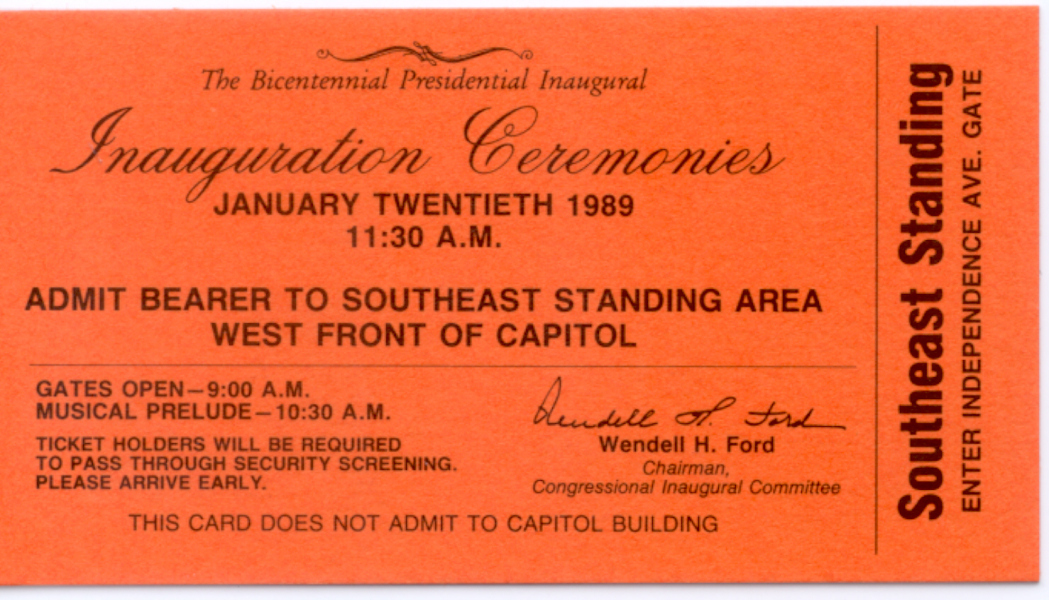 The Bicentennial Presidential Inaugural
Inauguration Ceremonies
JANUARY TWENTIETH 1989
11:30 A.M.
ADMIT BEARER TO SOUTHEAST STANDING AREA
WEST FRONT OF CAPITOL
GATES OPEN—9:00 A.M.
MUSICAL PRELUDE—10:30 A.M.
TICKET HOLDERS WILL BE REQUIRED
TO PASS THROUGH SECURITY SCREENING.
PLEASE ARRIVE EARLY.
Wendell H. Ford
Wendell H. Ford
Chairman,
Congressional Inaugural Committee
THIS CARD DOES NOT ADMIT TO CAPITOL BUILDING
Southeast Standing
ENTER INDEPENDENCE AVE. GATE